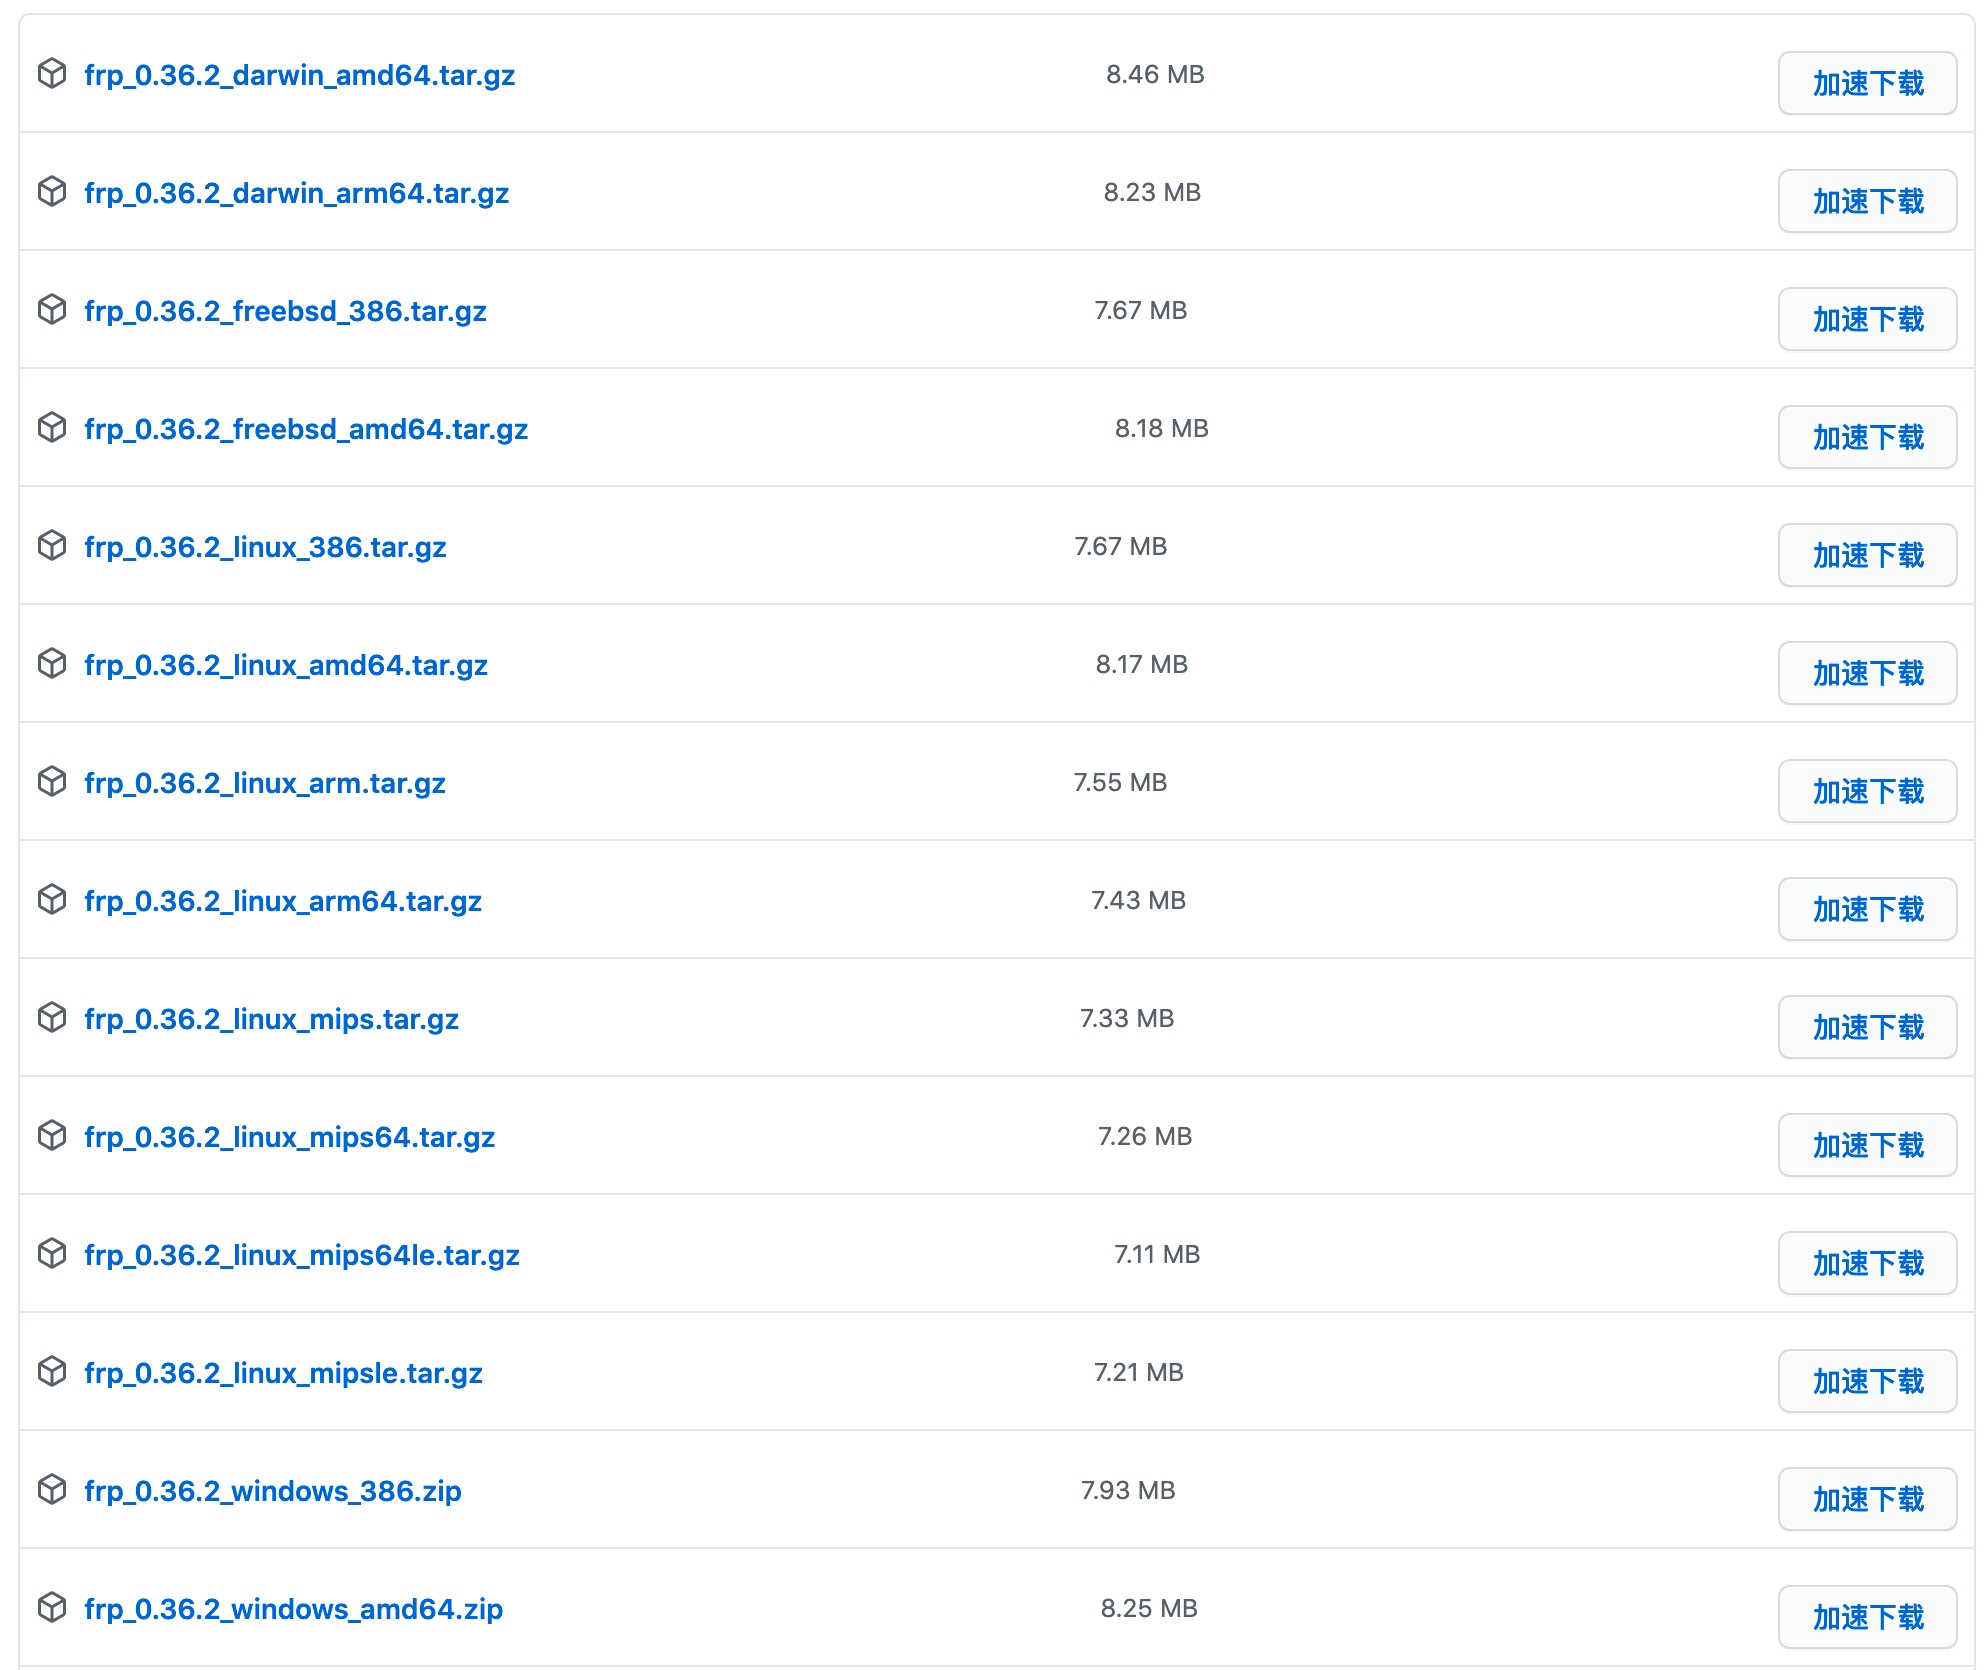 frp_0.36.2_darwin_amd64.tar.gz 8.46 MB 加速下载
frp_0.36.2_darwin_arm64.tar.gz 8.23 MB 加速下载
frp_0.36.2_freebsd_386.tar.gz 7.67 MB 加速下载
frp_0.36.2_freebsd_amd64.tar.gz 8.18 MB 加速下载
frp_0.36.2_linux_386.tar.gz 7.67 MB 加速下载
frp_0.36.2_linux_amd64.tar.gz 8.17 MB 加速下载
frp_0.36.2_linux_arm.tar.gz 7.55 MB 加速下载
frp_0.36.2_linux_arm64.tar.gz 7.43 MB 加速下载
frp_0.36.2_linux_mips.tar.gz 7.33 MB 加速下载
frp_0.36.2_linux_mips64.tar.gz 7.26 MB 加速下载
frp_0.36.2_linux_mips64le.tar.gz 7.11 MB 加速下载
frp_0.36.2_linux_mipsle.tar.gz 7.21 MB 加速下载
frp_0.36.2_windows_386.zip 7.93 MB 加速下载
frp_0.36.2_windows_amd64.zip 8.25 MB 加速下载